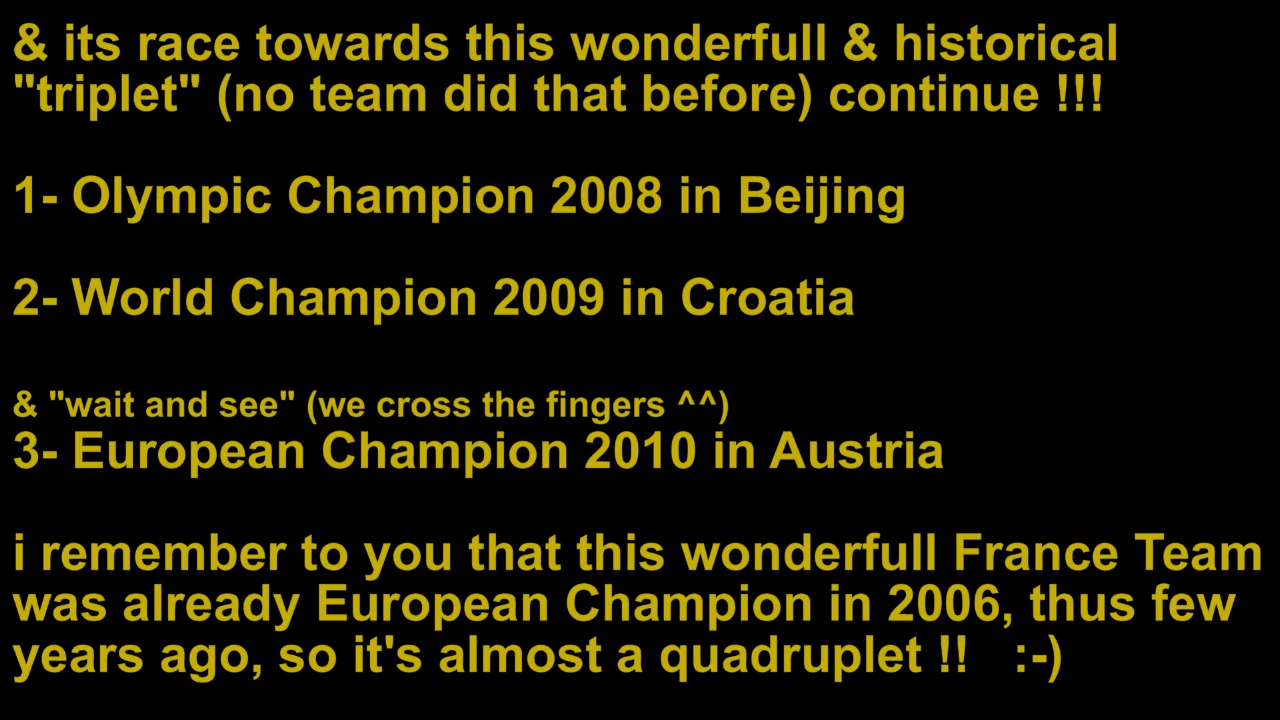 & its race towards this wonderfull & historical
"triplet" (no team did that before) continue !!!
1- Olympic Champion 2008 in Beijing
2- World Champion 2009 in Croatia
& "wait and see" (we cross the fingers ^^)
3- European Champion 2010 in Austria
i remember to you that this wonderfull France Team
was already European Champion in 2006, thus few
years ago, so it's almost a quadruplet !! :-)